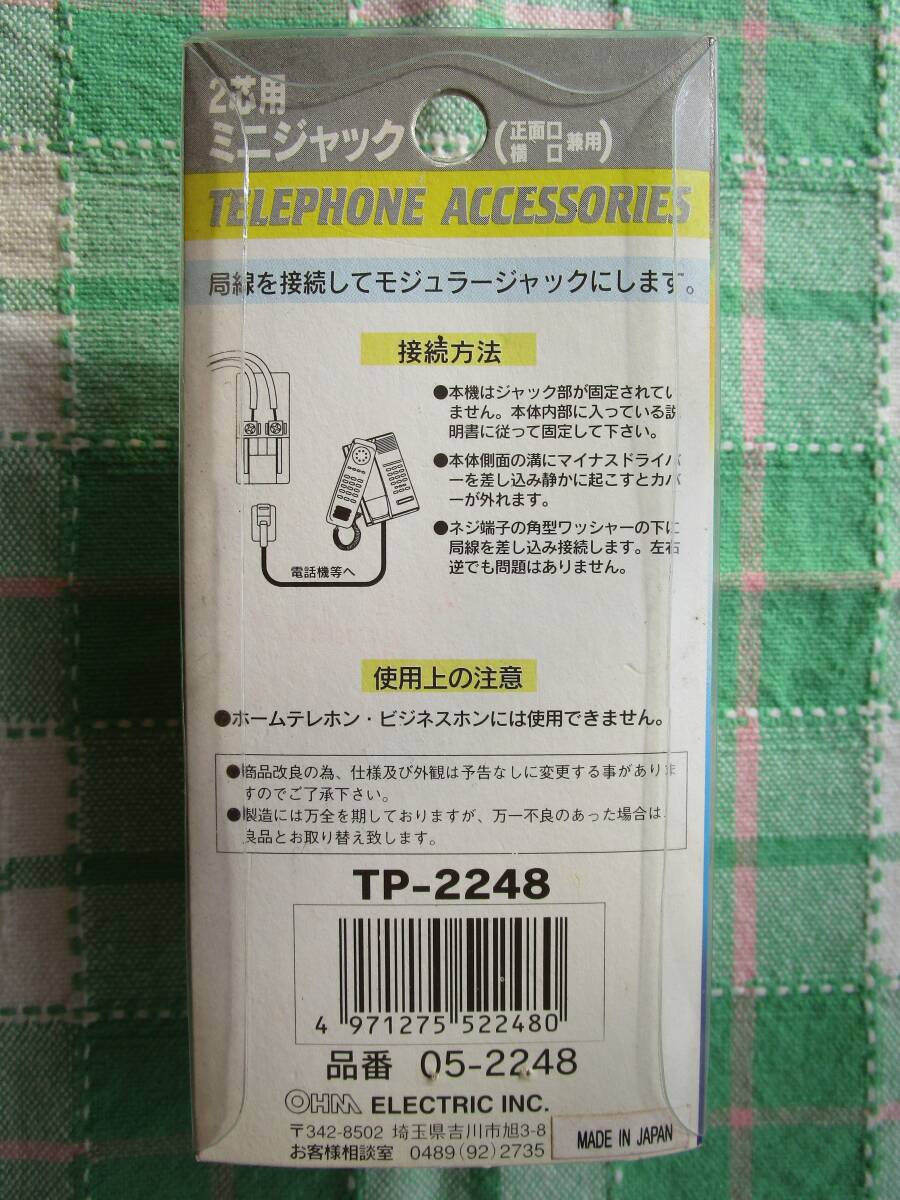 2芯用
ミニジャック
(正面口
横 口兼用)
TELEPHONE ACCESSORIES
局線を接続してモジュラージャックにします。
接続方法
●本機はジャック部が固定されてい
ません。本体内部に入っている説
明書に従って固定して下さい。
●本体側面の溝にマイナスドライバ
ーを差し込み静かに起こすとカバ
ーが外れます。
●ネジ端子の角型ワッシャーの下に
局線を差し込み接続します。左右
逆でも問題はありません。
電話機等へ
使用上の注意
●ホームテレホン・ビジネスホンには使用できません。
●商品改良の為、仕様及び外観は予告なしに変更する事がありま
すのでご了承下さい。
●製造には万全を期しておりますが、万一不良のあった場合は、
良品とお取り替え致します。
TP-2248
4 971275 522480
品番 05-2248
OHM ELECTRIC INC.
〒342-8502 埼玉県吉川市旭3-8
お客様相談室 0489(92)2735
MADE IN JAPAN